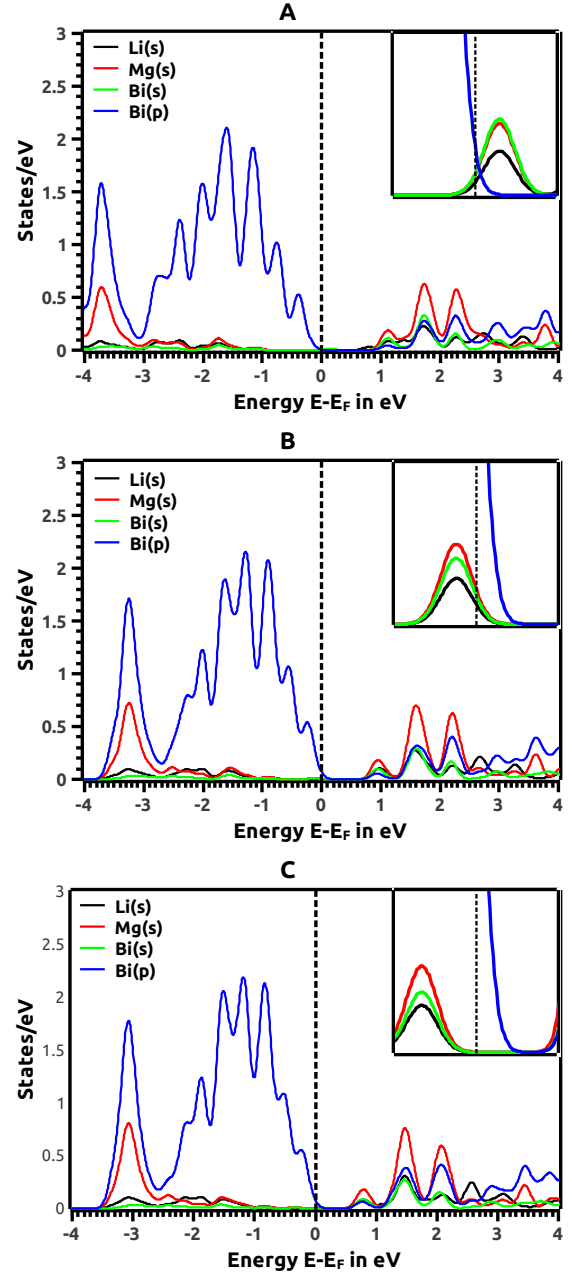 A
3
2.5
2
1.5
1
0.5
0
States/eV
Li(s)
Mg(s)
Bi(s)
Bi(p)
-4 -3 -2 -1 0 1 2 3 4
Energy E-EF in eV
B
3
2.5
2
1.5
1
0.5
0
States/eV
Li(s)
Mg(s)
Bi(s)
Bi(p)
-4 -3 -2 -1 0 1 2 3 4
Energy E-EF in eV
C
3
2.5
2
1.5
1
0.5
0
States/eV
Li(s)
Mg(s)
Bi(s)
Bi(p)
-4 -3 -2 -1 0 1 2 3 4
Energy E-EF in eV